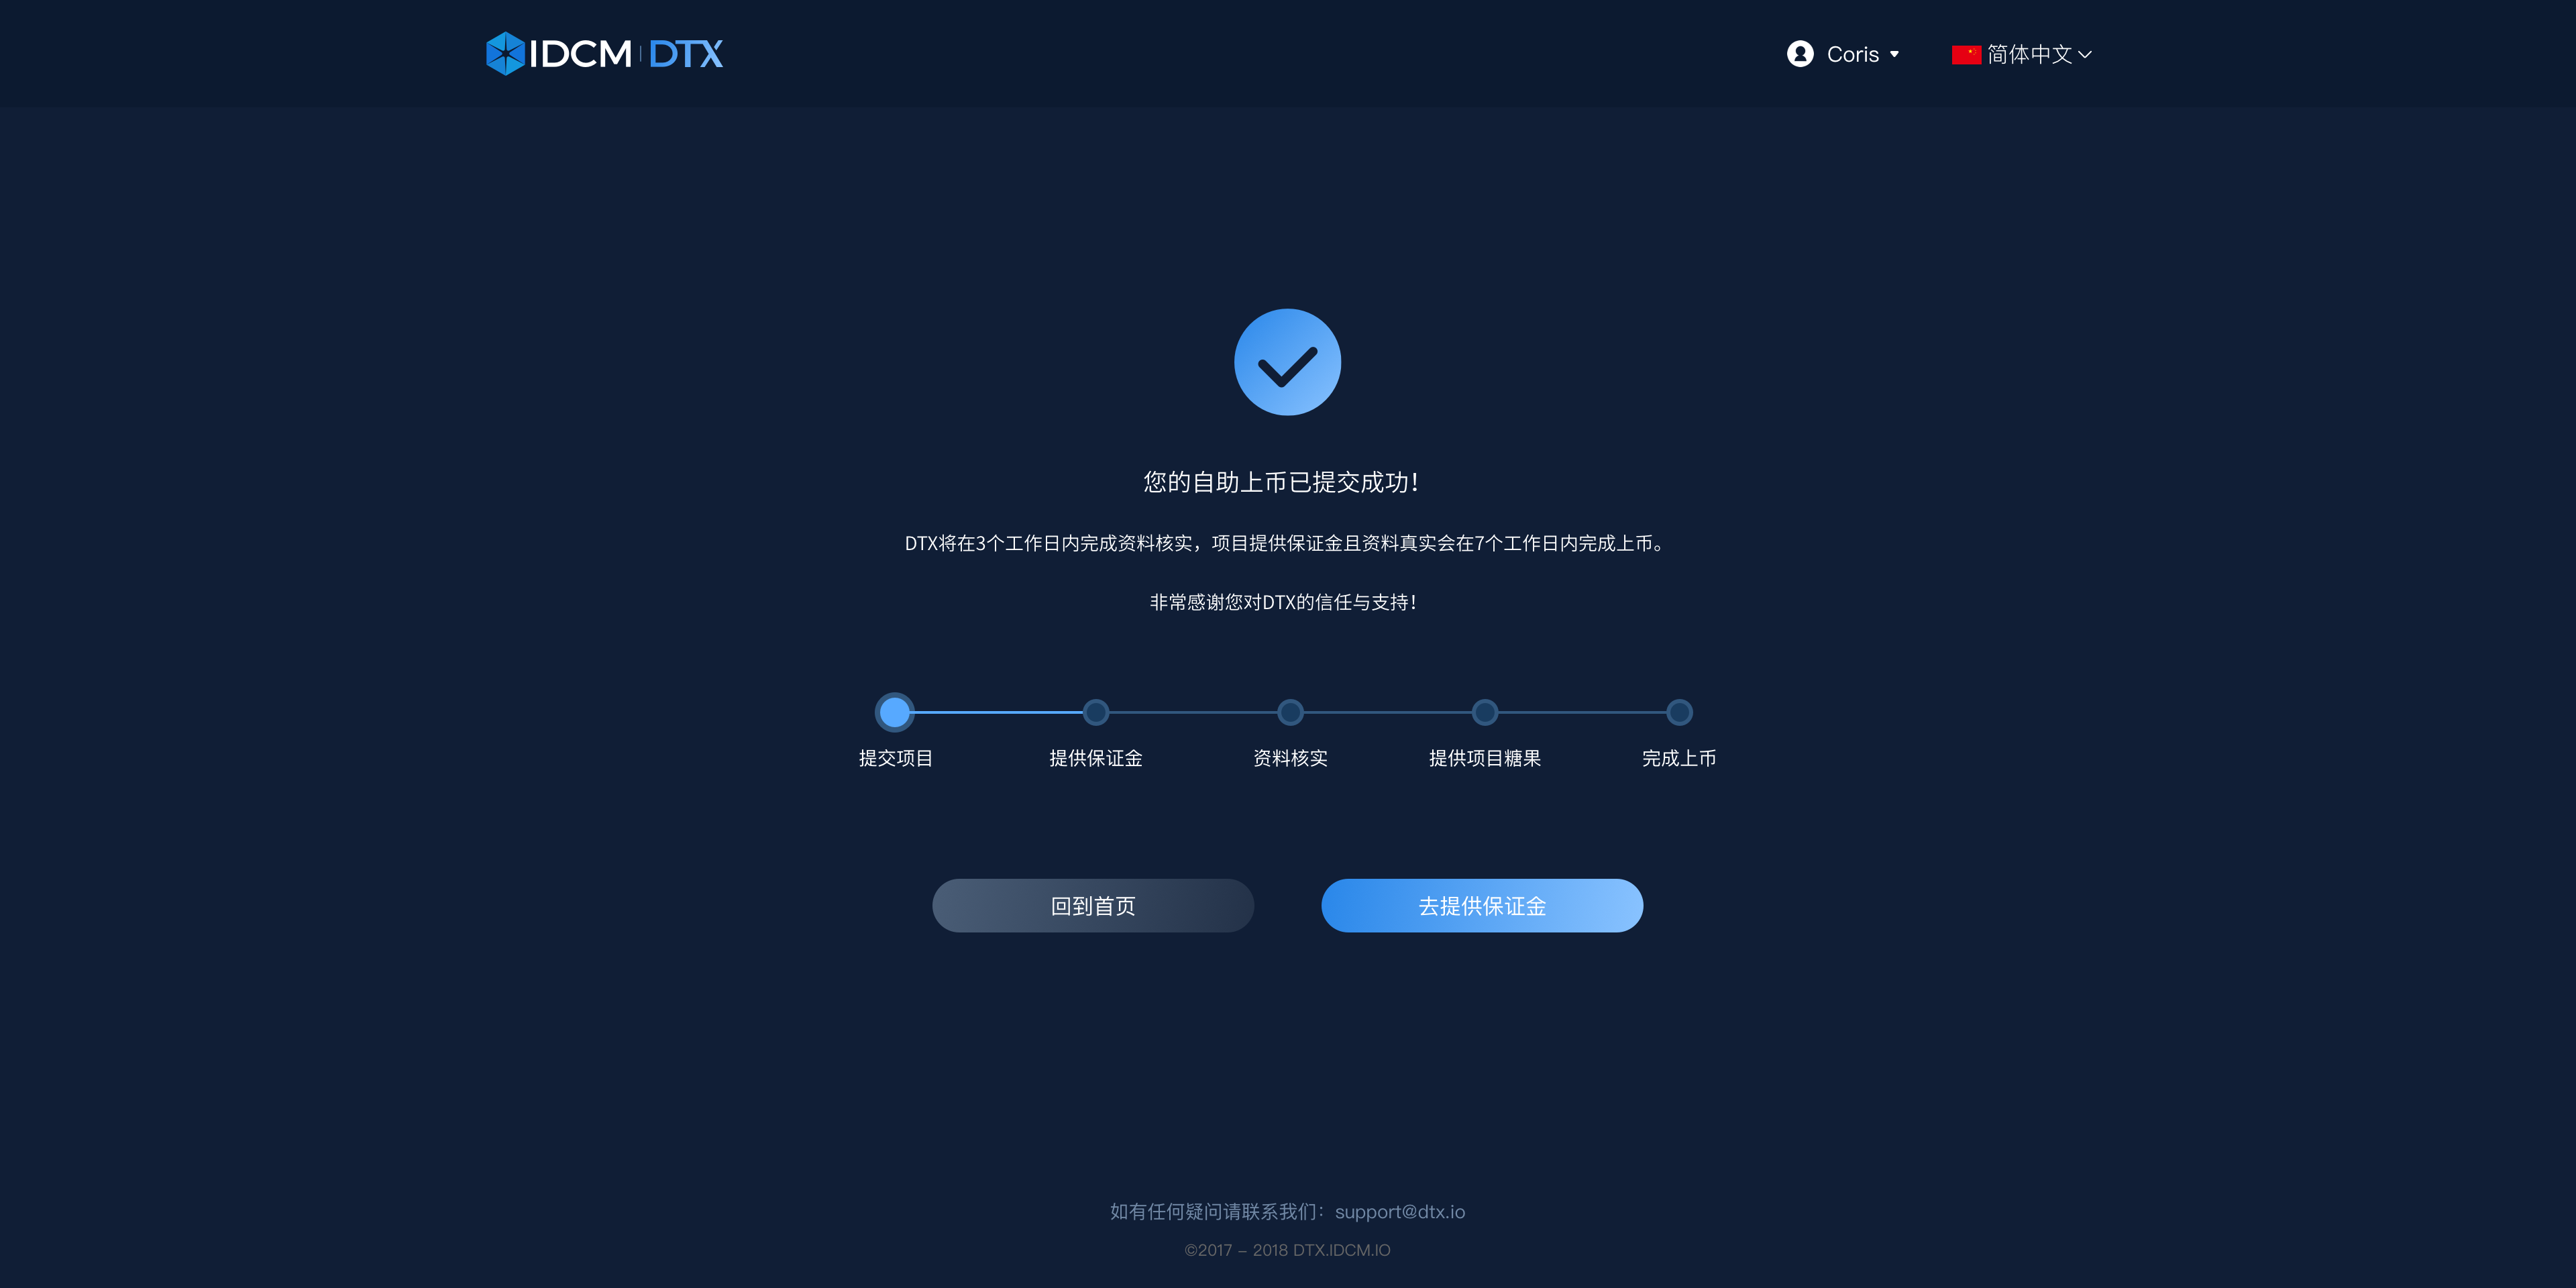 IDCM DTX
Coris
简体中文
您的自助上币已提交成功！
DTX将在3个工作日内完成资料核实，项目提供保证金且资料真实会在7个工作日内完成上币。
非常感谢您对DTX的信任与支持！
提交项目 提供保证金 资料核实 提供项目糖果 完成上币
回到首页 去提供保证金
如有任何疑问请联系我们：support@dtx.io
©2017 – 2018 DTX.IDCM.IO